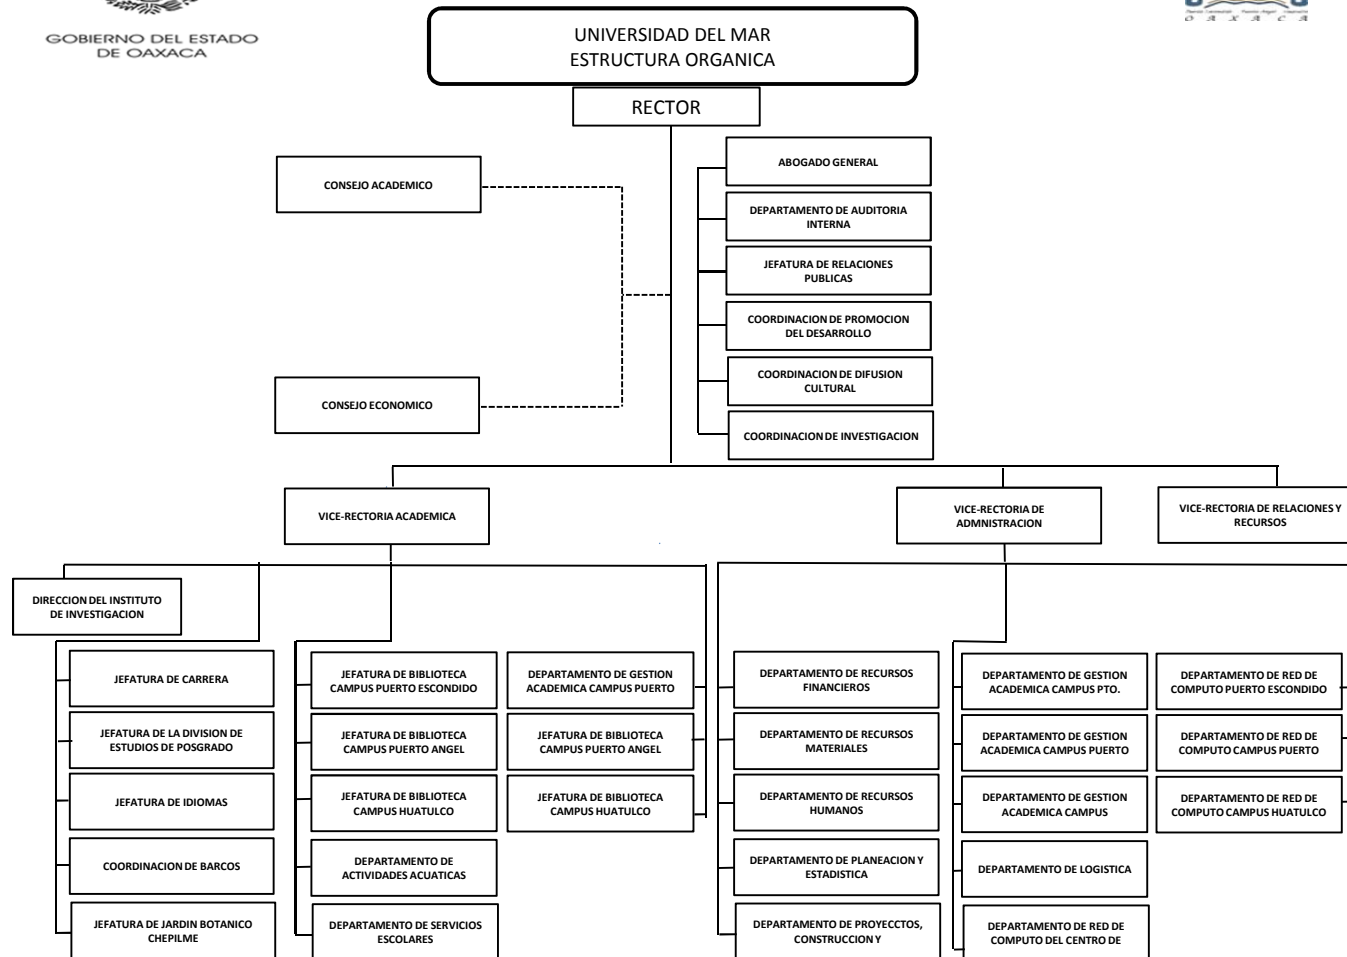 GOBIERNO DEL ESTADO
DE OAXACA
OAXACA
UNIVERSIDAD DEL MAR
ESTRUCTURA ORGANICA
RECTOR
CONSEJO ACADEMICO
CONSEJO ECONOMICO
ABOGADO GENERAL
DEPARTAMENTO DE AUDITORIA
INTERNA
JEFATURA DE RELACIONES
PUBLICAS
COORDINACION DE PROMOCION
DEL DESARROLLO
COORDINACION DE DIFUSION
CULTURAL
COORDINACION DE INVESTIGACION
VICE-RECTORIA ACADEMICA
VICE-RECTORIA DE
ADMNISTRACION
VICE-RECTORIA DE RELACIONES Y
RECURSOS
DIRECCION DEL INSTITUTO
DE INVESTIGACION
JEFATURA DE CARRERA
JEFATURA DE LA DIVISION DE
ESTUDIOS DE POSGRADO
JEFATURA DE IDIOMAS
COORDINACION DE BARCOS
JEFATURA DE JARDIN BOTANICO
CHEPILME
JEFATURA DE BIBLIOTECA
CAMPUS PUERTO ESCONDIDO
JEFATURA DE BIBLIOTECA
CAMPUS PUERTO ANGEL
JEFATURA DE BIBLIOTECA
CAMPUS HUATULCO
DEPARTAMENTO DE
ACTIVIDADES ACUATICAS
DEPARTAMENTO DE SERVICIOS
ESCOLARES
DEPARTAMENTO DE GESTION
ACADEMICA CAMPUS PUERTO
JEFATURA DE BIBLIOTECA
CAMPUS PUERTO ANGEL
JEFATURA DE BIBLIOTECA
CAMPUS HUATULCO
DEPARTAMENTO DE RECURSOS
FINANCIEROS
DEPARTAMENTO DE RECURSOS
MATERIALES
DEPARTAMENTO DE RECURSOS
HUMANOS
DEPARTAMENTO DE PLANEACION Y
ESTADISTICA
DEPARTAMENTO DE PROYECCTOS,
CONSTRUCCION Y
DEPARTAMENTO DE GESTION
ACADEMICA CAMPUS PTO.
DEPARTAMENTO DE GESTION
ACADEMICA CAMPUS PUERTO
DEPARTAMENTO DE GESTION
ACADEMICA CAMPUS
DEPARTAMENTO DE LOGISTICA
DEPARTAMENTO DE RED DE
COMPUTO DEL CENTRO DE
DEPARTAMENTO DE RED DE
COMPUTO PUERTO ESCONDIDO
DEPARTAMENTO DE RED DE
COMPUTO CAMPUS PUERTO
DEPARTAMENTO DE RED DE
COMPUTO CAMPUS HUATULCO